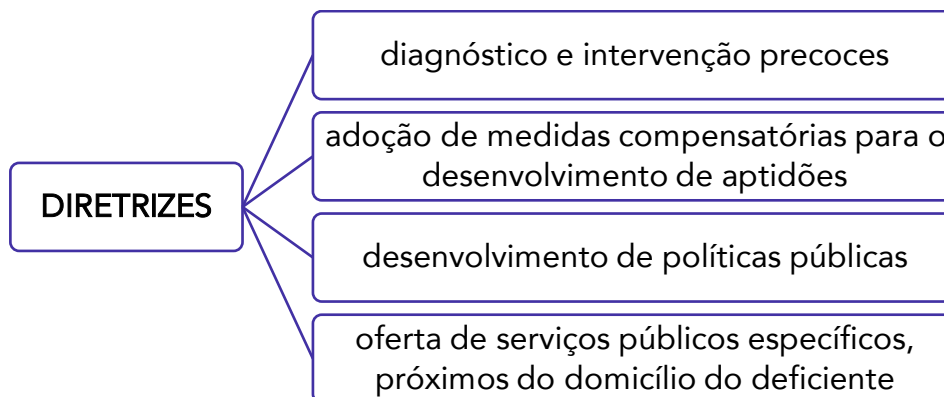 diagnóstico e intervenção precoces
adoção de medidas compensatórias para o
desenvolvimento de aptidões
DIRETRIZES
desenvolvimento de políticas públicas
oferta de serviços públicos específicos,
próximos do domicílio do deficiente